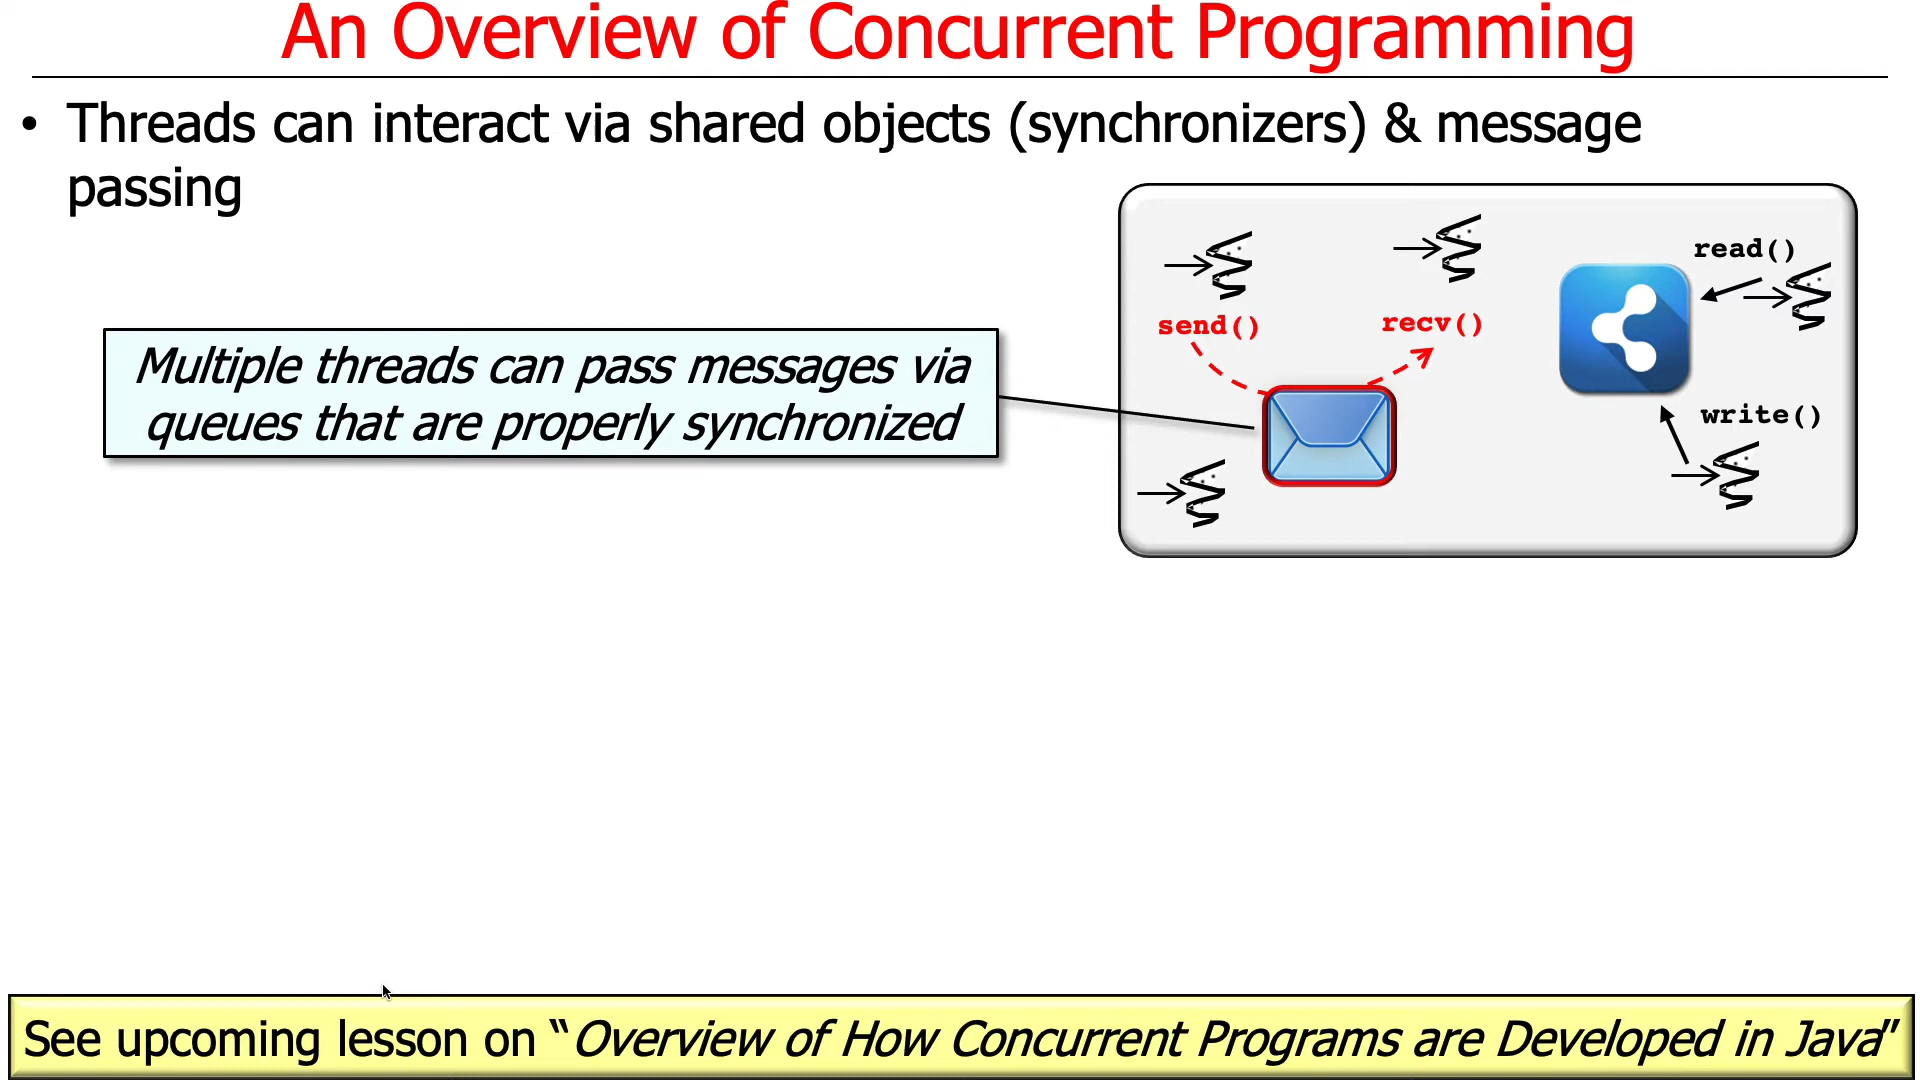 An Overview of Concurrent Programming
• Threads can interact via shared objects (synchronizers) & message
passing
read()
send()
recv()
Multiple threads can pass messages via
queues that are properly synchronized
write()
See upcoming lesson on “Overview of How Concurrent Programs are Developed in Java”